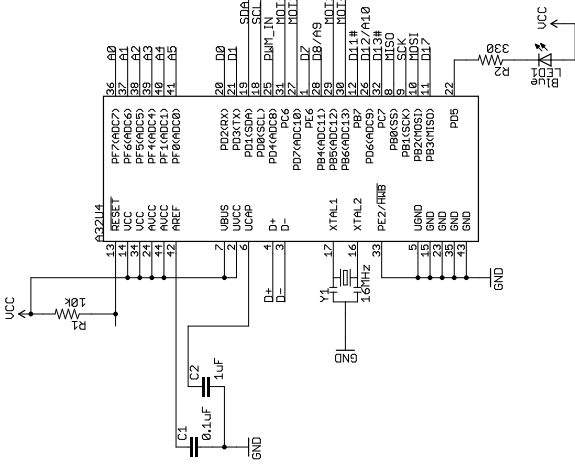 SDA
SCL
MOT
MOT
MOT
MOT
A0
A1
A2
A3
A4
A5
D0
D1
PWM_IN
D7
D8/A9
D11#
D12/A10
D13#
MISO
SCK
MOSI
D17
VCC
330
R2
Blue
LED1
36
37
38
39
40
41
20
21
19
18
25
31
27
1
28
29
30
12
26
32
8
9
10
11
22
PF7(ADC7)
PF6(ADC6)
PF5(ADC5)
PF4(ADC4)
PF1(ADC1)
PF0(ADC0)
PD2(RX)
PD3(TX)
PD1(SDA)
PD0(SCL)
PD4(ADC8)
PC6
PD7(ADC10)
PE6
PB4(ADC11)
PB5(ADC12)
PB6(ADC13)
PB7
PD6(ADC9)
PC7
PB0(SS)
PB1(SCK)
PB2(MOSI)
PB3(MISO)
PD5
A32U4
RESET
VCC
VCC
AVCC
AVCC
AREF
VBUS
UVCC
UCAP
D+
D-
XTAL1
XTAL2
PE2/HWB
UGND
GND
GND
GND
GND
13
14
34
24
44
42
7
2
6
4
3
17
16
33
5
15
23
35
43
VCC
10k
R1
D+
D-
Y1
16MHz
GND
GND
C2
1uF
C1
0.1uF
GND